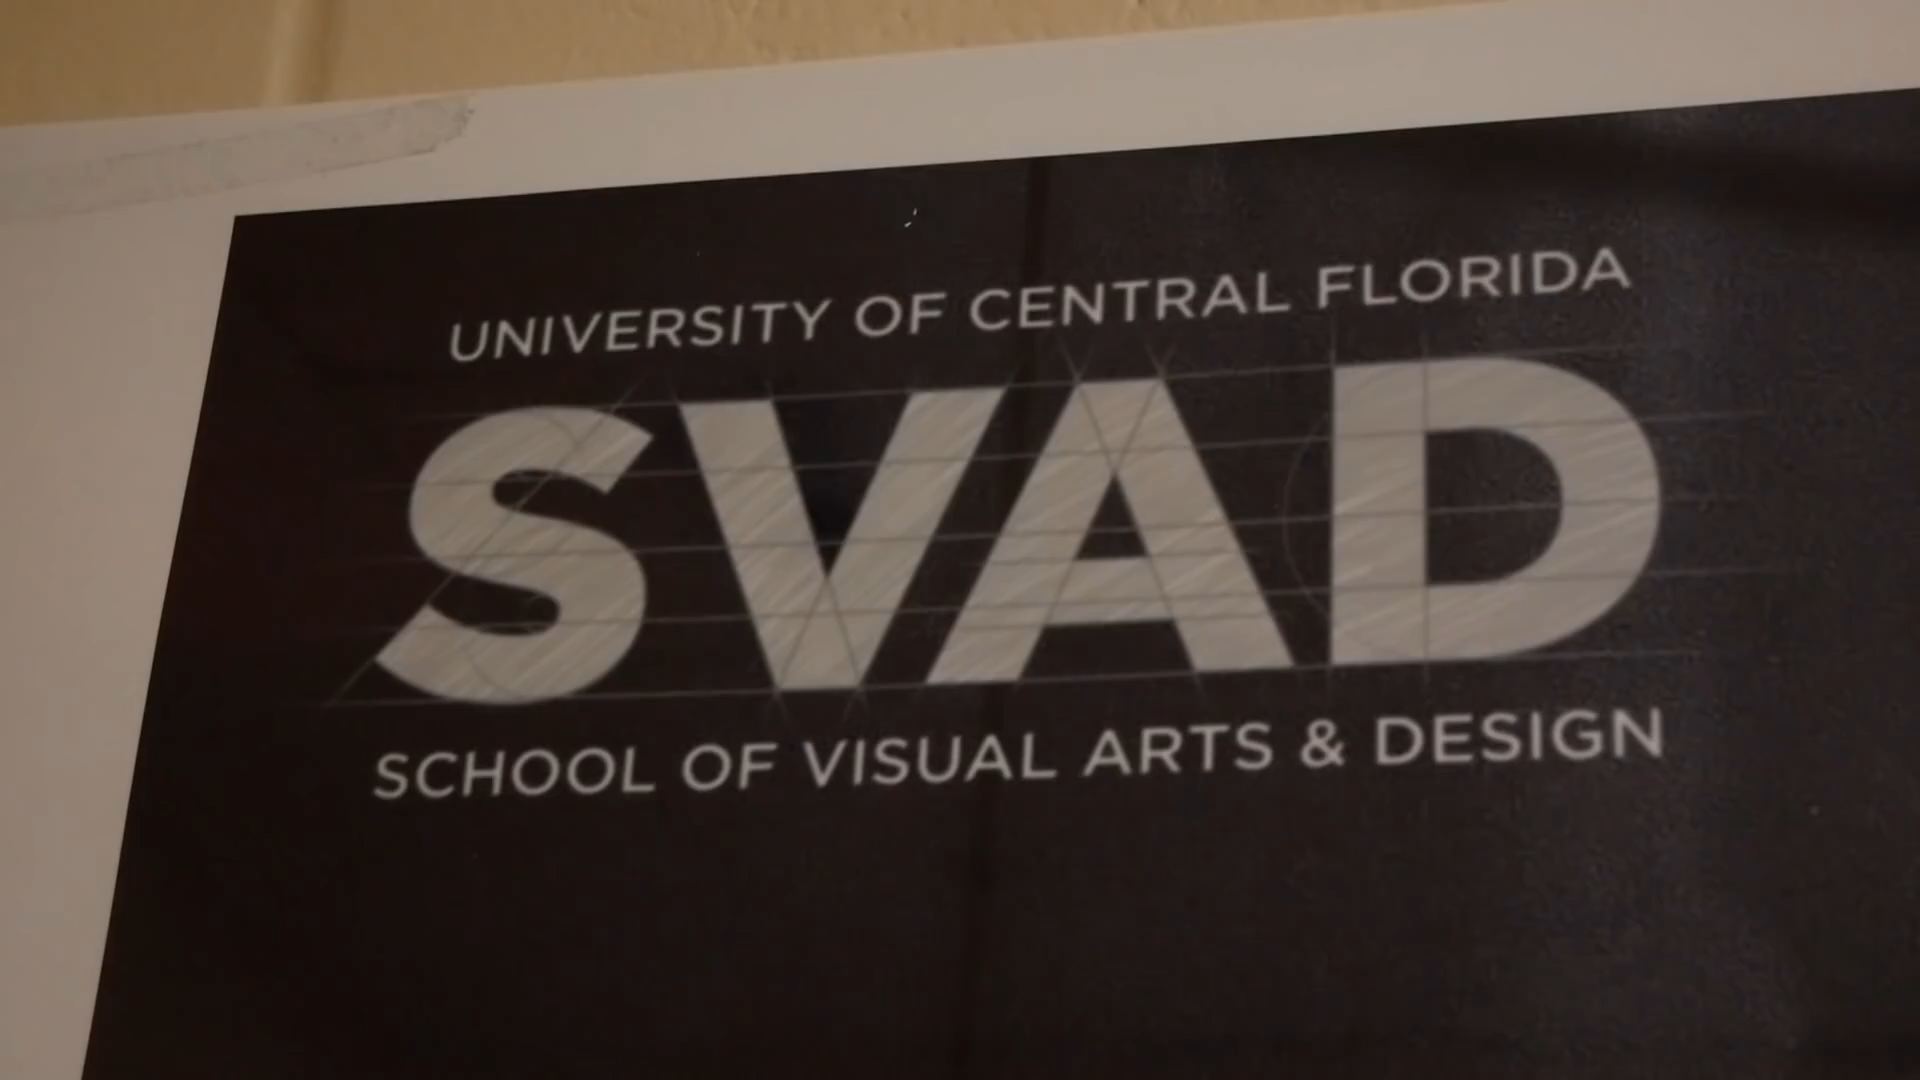 UNIVERSITY OF CENTRAL FLORIDA
SVAD
SCHOOL OF VISUAL ARTS & DESIGN